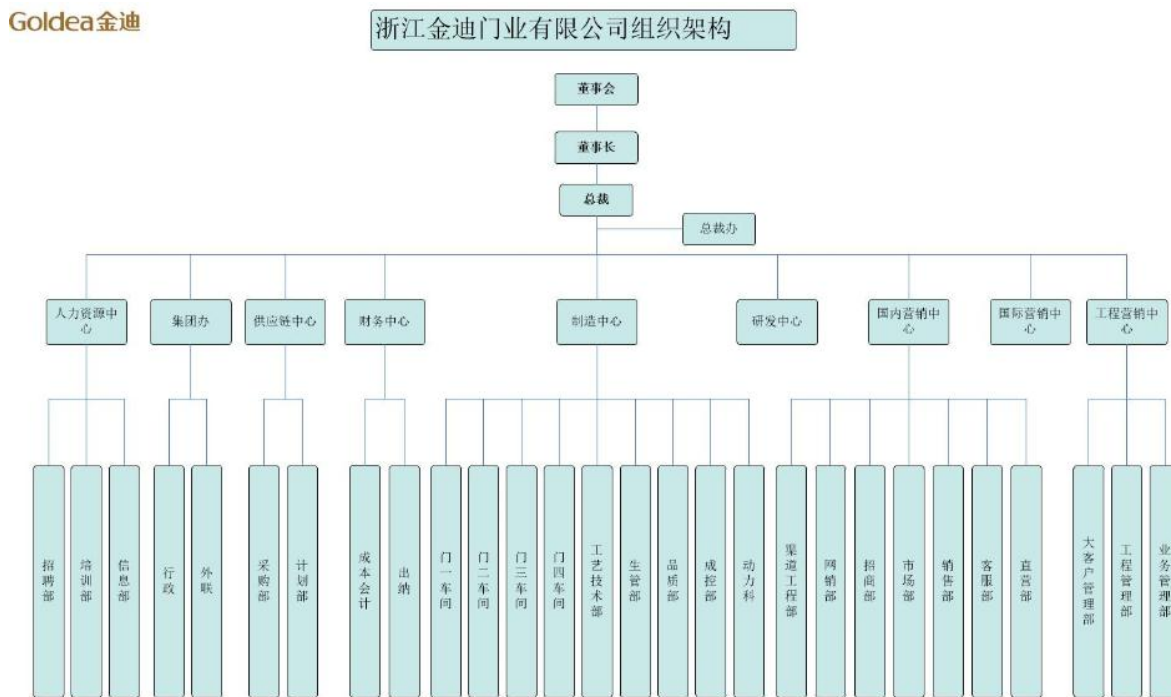 Goldea金迪
浙江金迪门业有限公司组织架构
董事会
董事长
总裁
总裁办
人力资源中
心
集团办
供应链中心
财务中心
制造中心
研发中心
国内营销中
心
国际营销中
心
工程营销中
心
招聘部
培训部
信息部
行政
外联
采购部
计划部
成本会计
出纳
门一车间
门二车间
门三车间
门四车间
工艺技术部
生管部
品质部
成控部
动力科
渠道工程部
网销部
招商部
市场部
销售部
客服部
直营部
大客户管理部
工程管理部
业务管理部